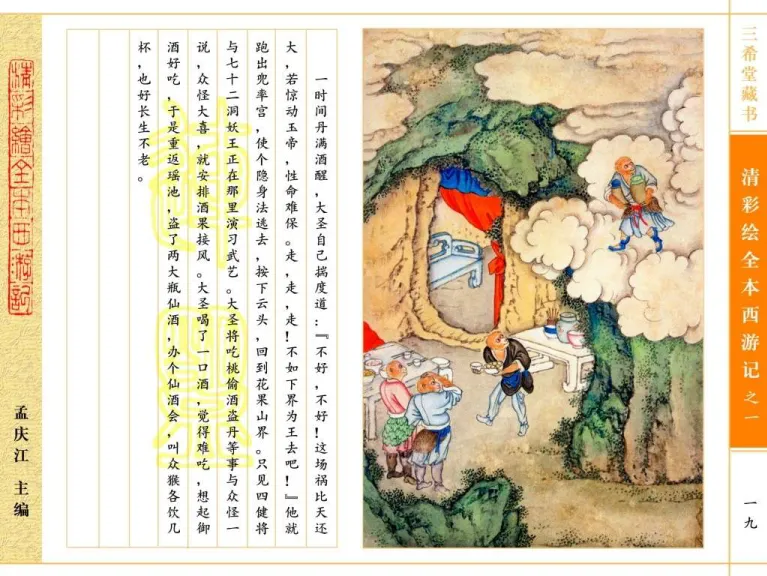 三希堂藏书
清彩绘全本西游记之一
一九
一时间丹满酒醒，大圣自己揣度道：『不好，不好！这场祸比天还
大，若惊动玉帝，性命难保。走，走，走！不如下界为王去吧！』他就
跑出兜率宫，使个隐身法逃去，按下云头，回到花果山界。只见四健将
与七十二洞妖王正在那里演习武艺。大圣将吃桃偷酒盗丹等事与众怪一
说，众怪大喜，就安排酒果接风。大圣喝了一口酒，觉得难吃，想起御
酒好吃，于是重返瑶池，盗了两大瓶仙酒，办个仙酒会，叫众猴各饮几
杯，也好长生不老。
清彩繪全本西游記
孟庆江 主编